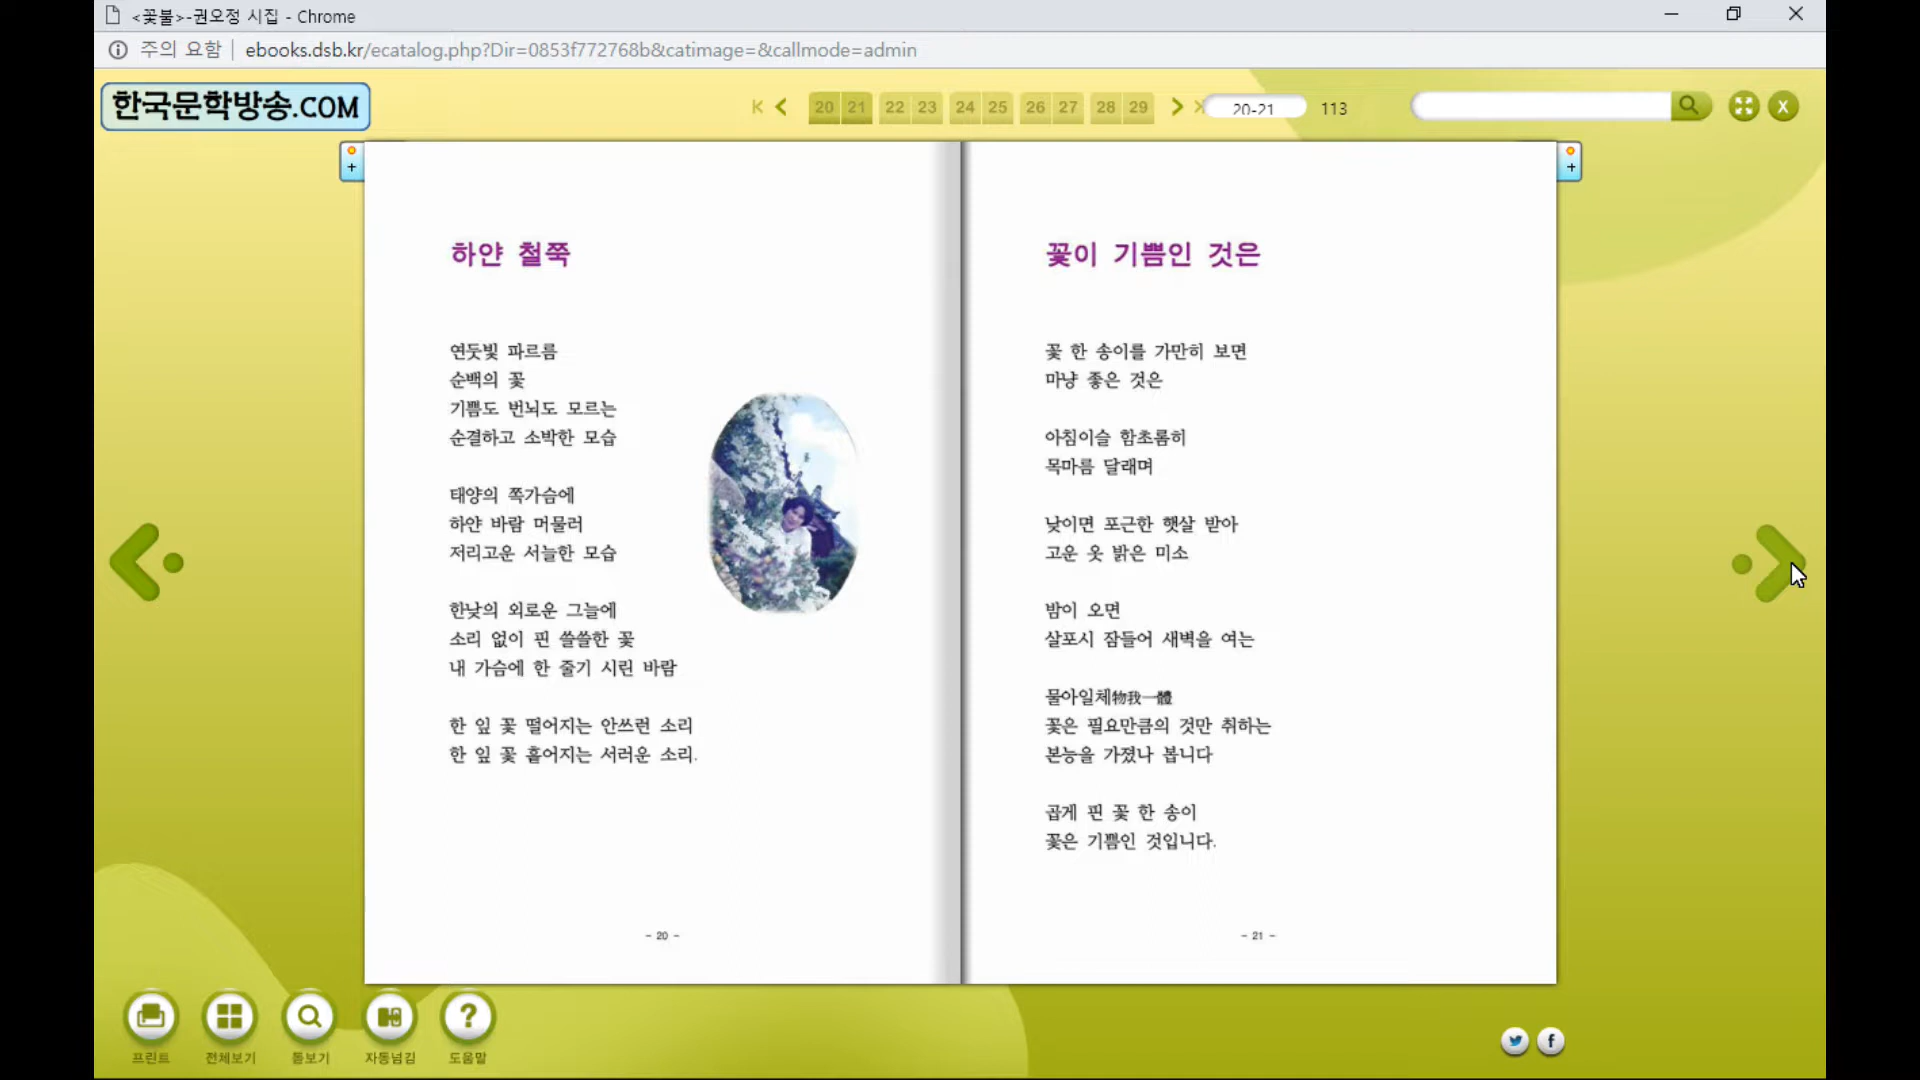 <꽃불>-권오정 시집 - Chrome
주의 요함 | ebooks.dsb.kr/ecatalog.php?Dir=0853f772768b&catimage=&callmode=admin
한국문학방송.COM
20 21 22 23 24 25 26 27 28 29 20-21 113
하얀 철쭉
연둣빛 파르름
순백의 꽃
기쁨도 번뇌도 모르는
순결하고 소박한 모습
태양의 쪽가슴에
하얀 바람 머물러
저리고운 서늘한 모습
한낮의 외로운 그늘에
소리 없이 핀 쓸쓸한 꽃
내 가슴에 한 줄기 시린 바람
한 잎 꽃 떨어지는 안쓰런 소리
한 잎 꽃 흩어지는 서러운 소리.
- 20 -
꽃이 기쁨인 것은
꽃 한 송이를 가만히 보면
마냥 좋은 것은
아침이슬 함초롬히
목마름 달래며
낮이면 포근한 햇살 받아
고운 옷 밝은 미소
밤이 오면
살포시 잠들어 새벽을 여는
물아일체物我一體
꽃은 필요만큼의 것만 취하는
본능을 가졌나 봅니다
곱게 핀 꽃 한 송이
꽃은 기쁨인 것입니다.
- 21 -
프린트 전체보기 돋보기 자동넘김 도움말